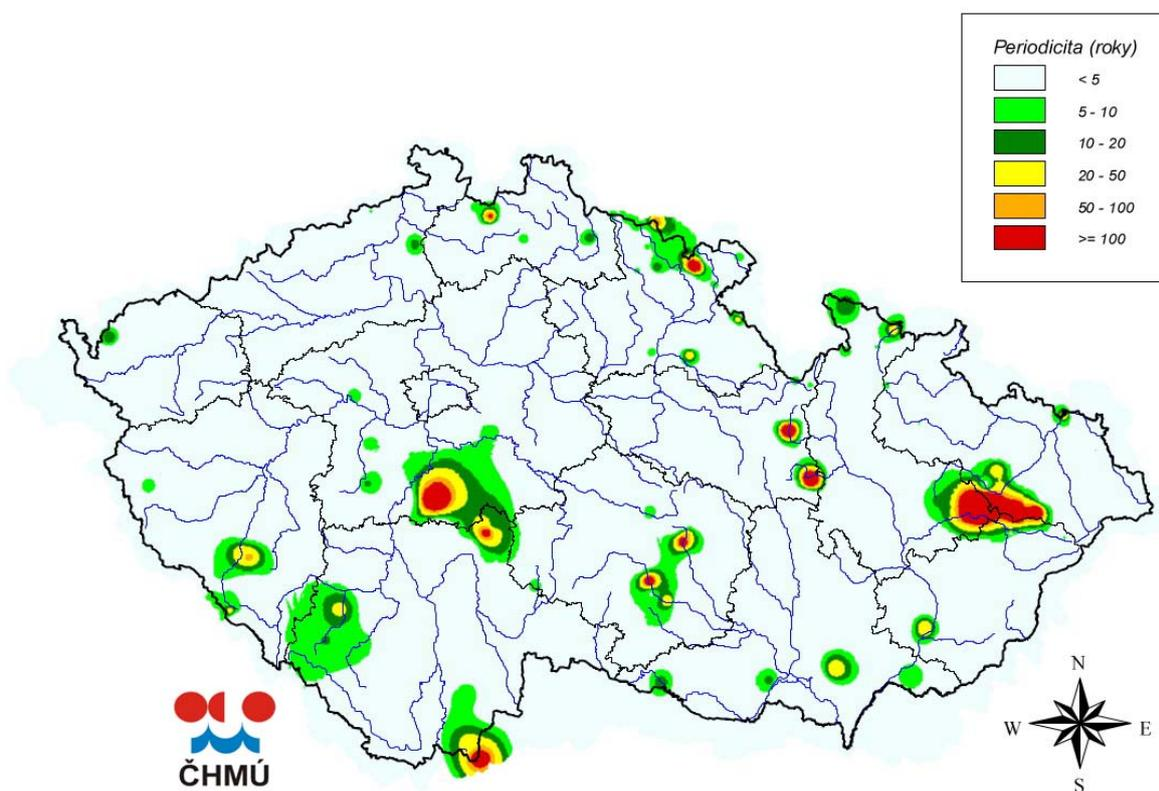 Periodicita (roky)
< 5
5 - 10
10 - 20
20 - 50
50 - 100
>= 100
N
W
E
S
ČHMÚ